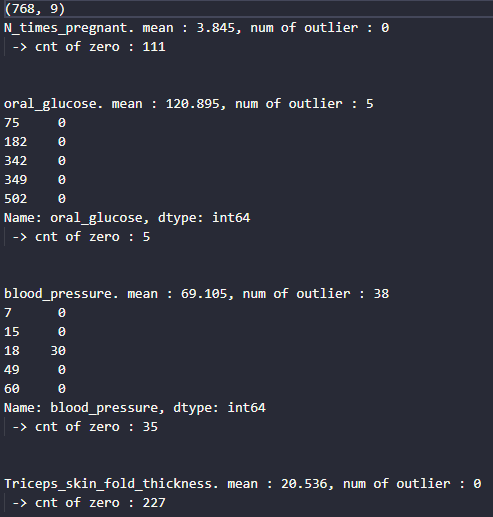 (768, 9)
N_times_pregnant. mean : 3.845, num of outlier : 0
-> cnt of zero : 111
oral_glucose. mean : 120.895, num of outlier : 5
75 0
182 0
342 0
349 0
502 0
Name: oral_glucose, dtype: int64
-> cnt of zero : 5
blood_pressure. mean : 69.105, num of outlier : 38
7 0
15 0
18 30
49 0
60 0
Name: blood_pressure, dtype: int64
-> cnt of zero : 35
Triceps_skin_fold_thickness. mean : 20.536, num of outlier : 0
-> cnt of zero : 227